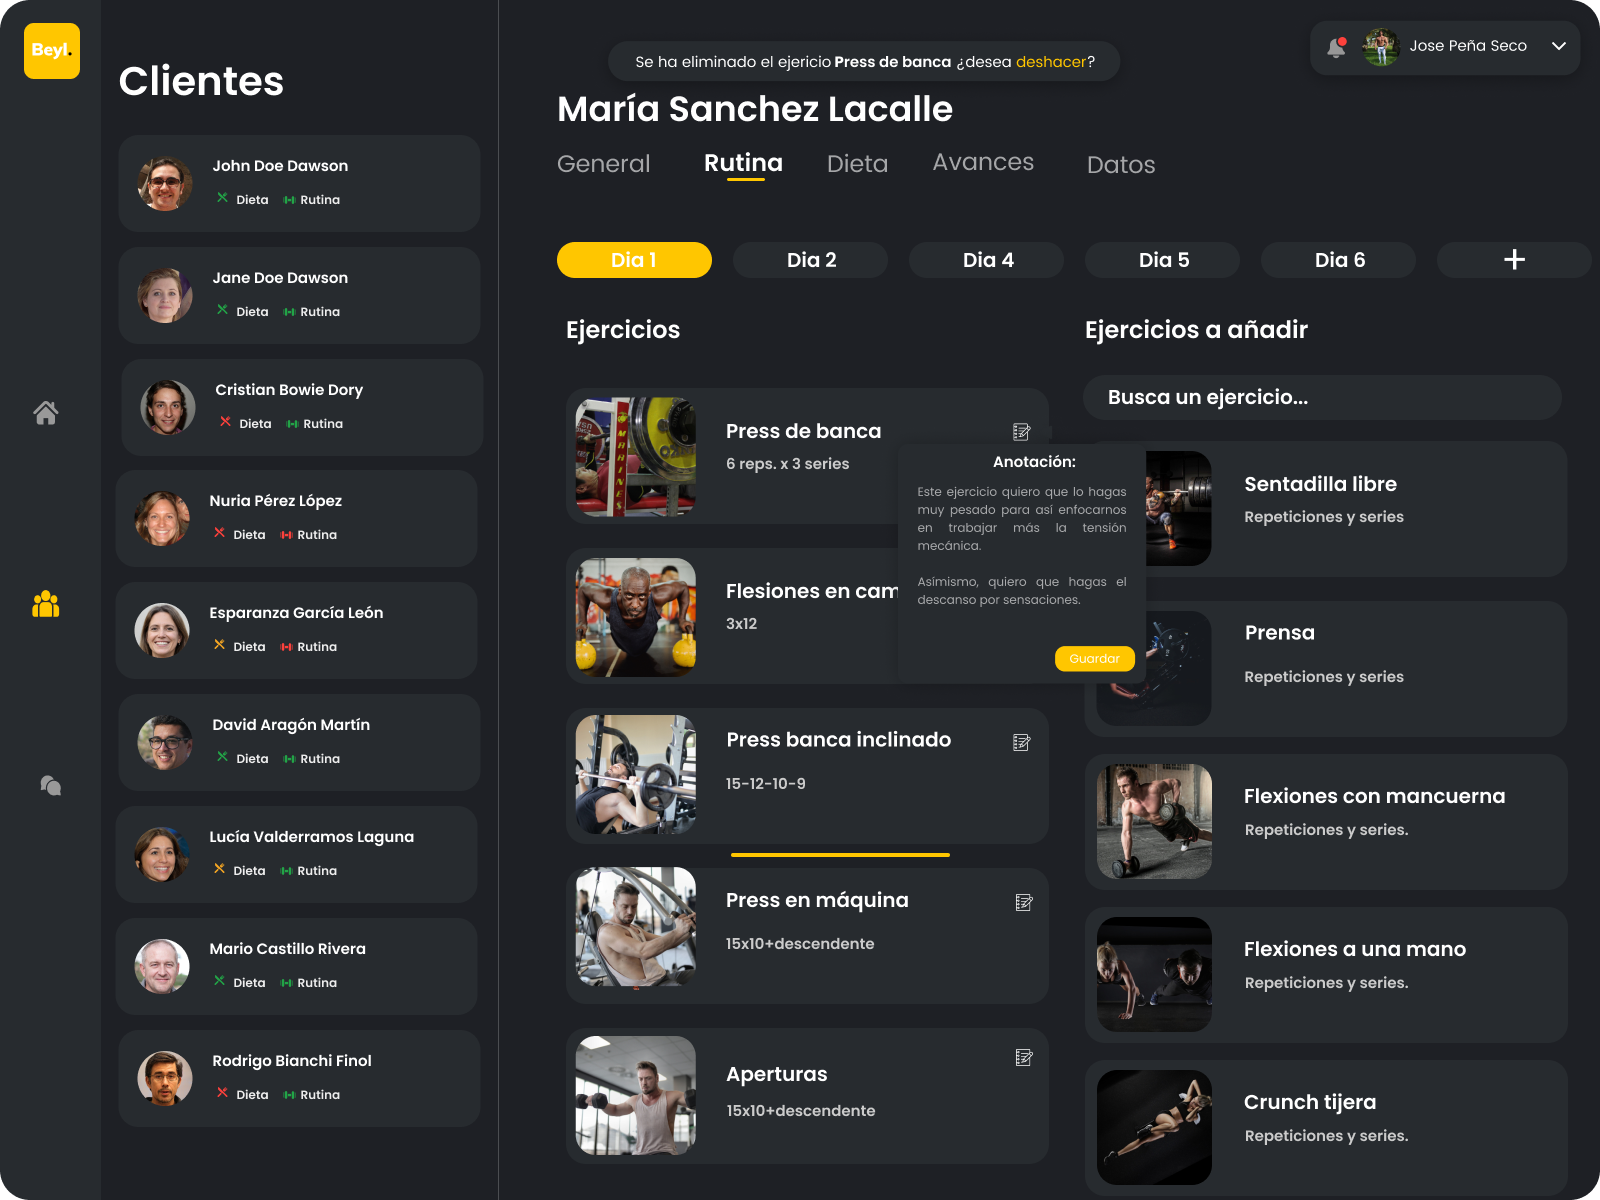 Beyl.
Clientes
John Doe Dawson
Dieta Rutina
Jane Doe Dawson
Dieta Rutina
Cristian Bowie Dory
Dieta Rutina
Nuria Pérez López
Dieta Rutina
Esperanza García León
Dieta Rutina
David Aragón Martín
Dieta Rutina
Lucía Valderramos Laguna
Dieta Rutina
Mario Castillo Rivera
Dieta Rutina
Rodrigo Bianchi Finol
Dieta Rutina
Se ha eliminado el ejericio Press de banca ¿desea deshacer?
Jose Peña Seco
María Sanchez Lacalle
General Rutina Dieta Avances Datos
Dia 1 Dia 2 Dia 4 Dia 5 Dia 6 +
Ejercicios
Press de banca
6 reps. x 3 series
MARINES
Anotación:
Este ejercicio quiero que lo hagas
muy pesado para así enfocarnos
en trabajar más la tensión
mecánica.
Asímismo, quiero que hagas el
descanso por sensaciones.
Guardar
Flesiones en cam
3x12
Press banca inclinado
15-12-10-9
Press en máquina
15x10+descendente
Aperturas
15x10+descendente
Ejercicios a añadir
Busca un ejercicio...
Sentadilla libre
Repeticiones y series
Prensa
Repeticiones y series
Flexiones con mancuerna
Repeticiones y series.
Flexiones a una mano
Repeticiones y series.
Crunch tijera
Repeticiones y series.